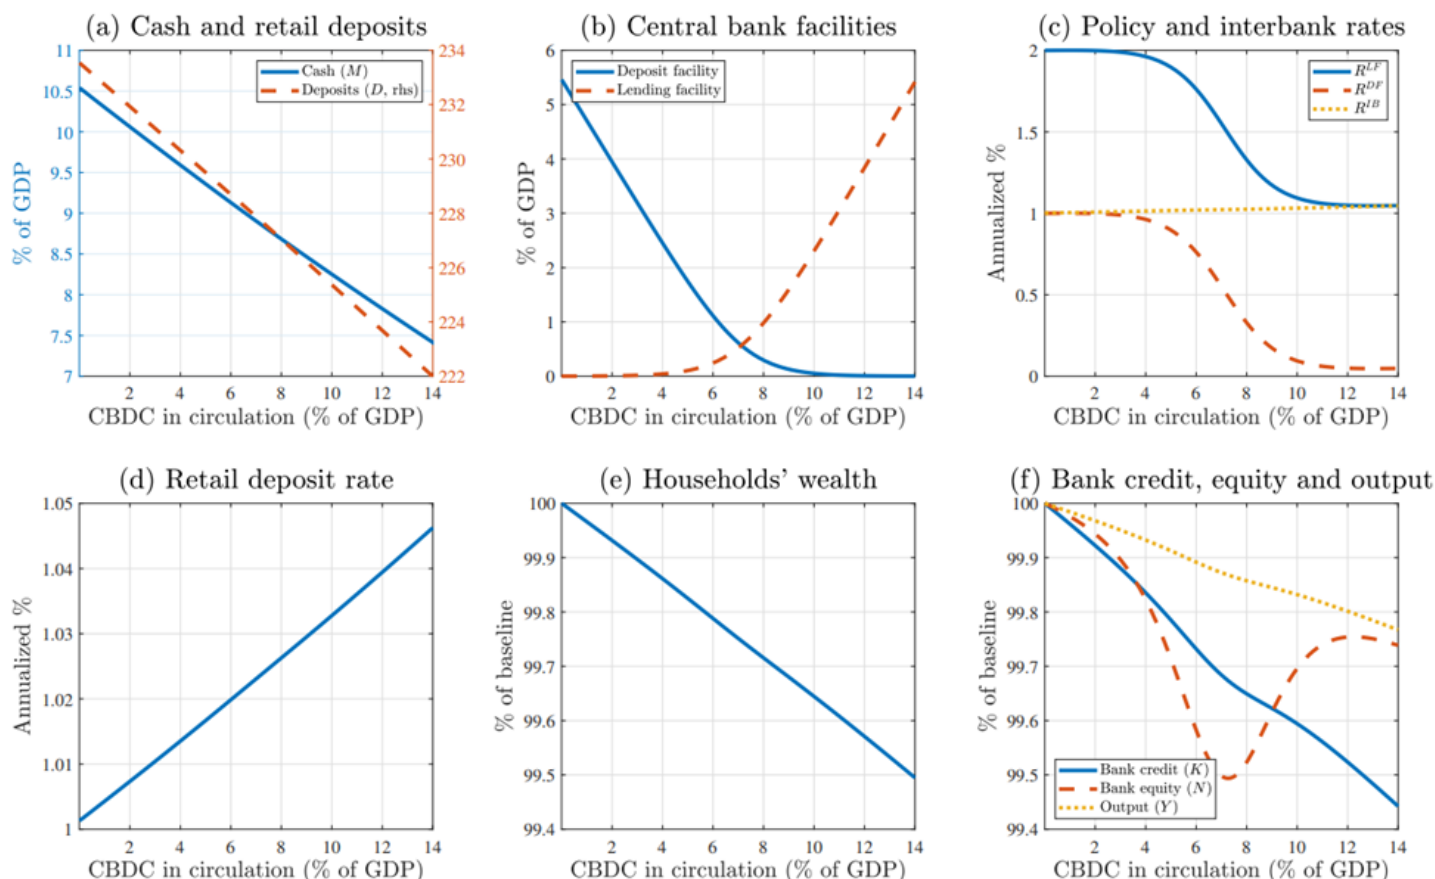 (a) Cash and retail deposits
11
10.5
10
9.5
9
8.5
8
7.5
7
% of GDP
Cash (M)
Deposits (D, rhs)
234
232
230
228
226
224
222
2 4 6 8 10 12 14
CBDC in circulation (% of GDP)
(b) Central bank facilities
6
5
4
3
2
1
0
% of GDP
Deposit facility
Lending facility
2 4 6 8 10 12 14
CBDC in circulation (% of GDP)
(c) Policy and interbank rates
2
1.5
1
0.5
0
Annualized %
R^{LF}
R^{DF}
R^{IB}
2 4 6 8 10 12 14
CBDC in circulation (% of GDP)
(d) Retail deposit rate
1.05
1.04
1.03
1.02
1.01
1
Annualized %
2 4 6 8 10 12 14
CBDC in circulation (% of GDP)
(e) Households' wealth
100
99.9
99.8
99.7
99.6
99.5
99.4
% of baseline
2 4 6 8 10 12 14
CBDC in circulation (% of GDP)
(f) Bank credit, equity and output
100
99.9
99.8
99.7
99.6
99.5
99.4
% of baseline
Bank credit (K)
Bank equity (N)
Output (Y)
2 4 6 8 10 12 14
CBDC in circulation (% of GDP)